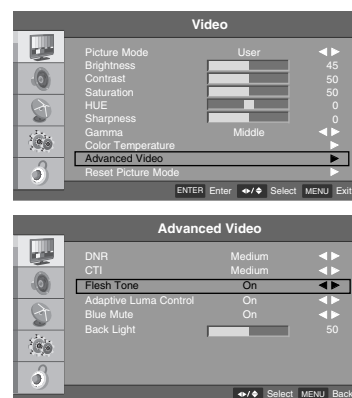 Video
Picture Mode User
Brightness 45
Contrast 50
Saturation 50
HUE 0
Sharpness 0
Gamma Middle
Color Temperature
Advanced Video
Reset Picture Mode
ENTER Enter Select MENU Exit
Advanced Video
DNR Medium
CTI Medium
Flesh Tone On
Adaptive Luma Control On
Blue Mute On
Back Light 50
Select MENU Back